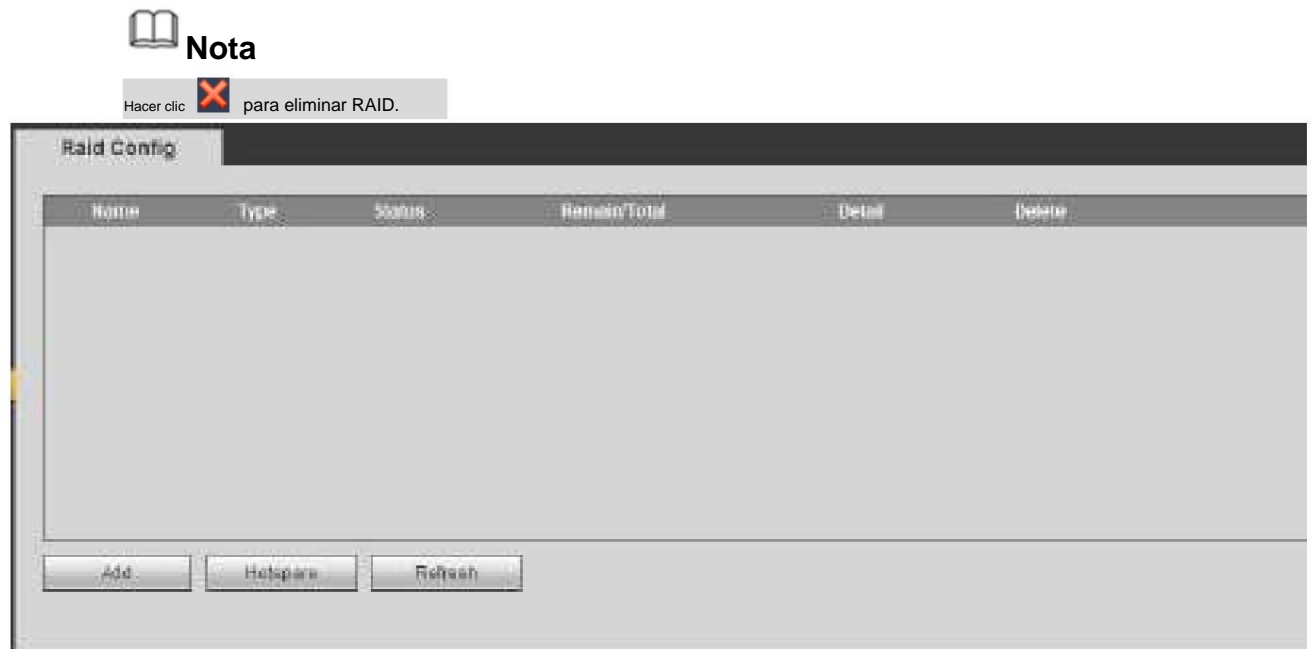 Nota
Hacer clic para eliminar RAID.
Raid Config
Name Type Status Remain/Total Detail Delete
Add Hotspare Refresh